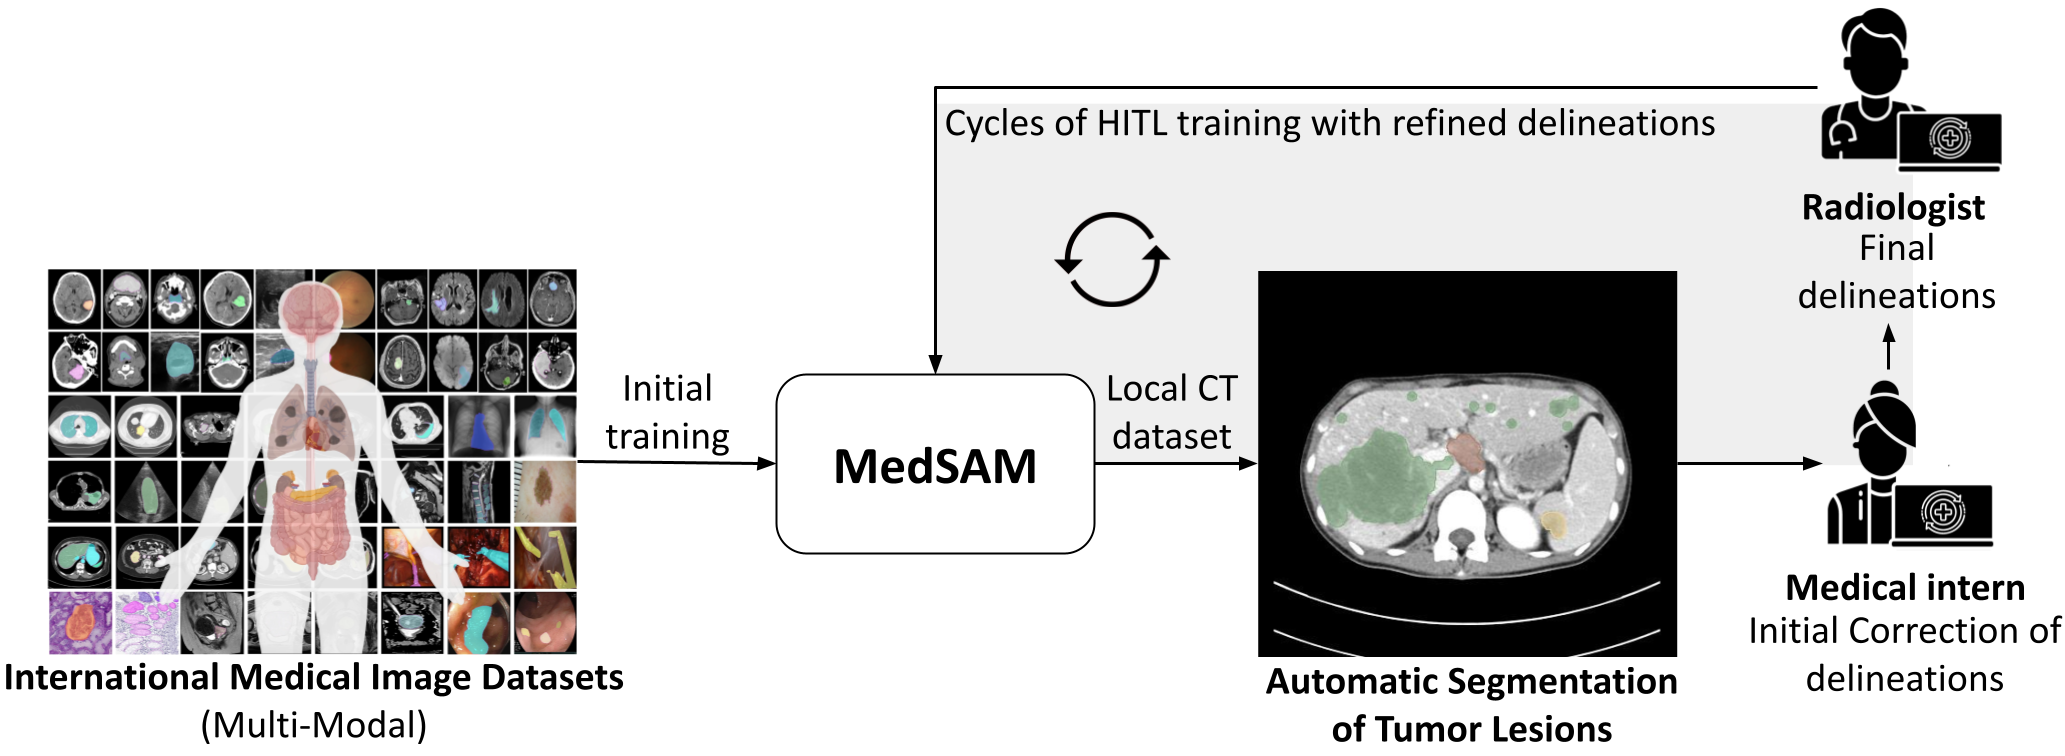 Cycles of HITL training with refined delineations
Radiologist
Final
delineations
Initial
training
MedSAM
Local CT
dataset
Medical intern
Initial Correction of
delineations
International Medical Image Datasets
(Multi-Modal)
Automatic Segmentation
of Tumor Lesions